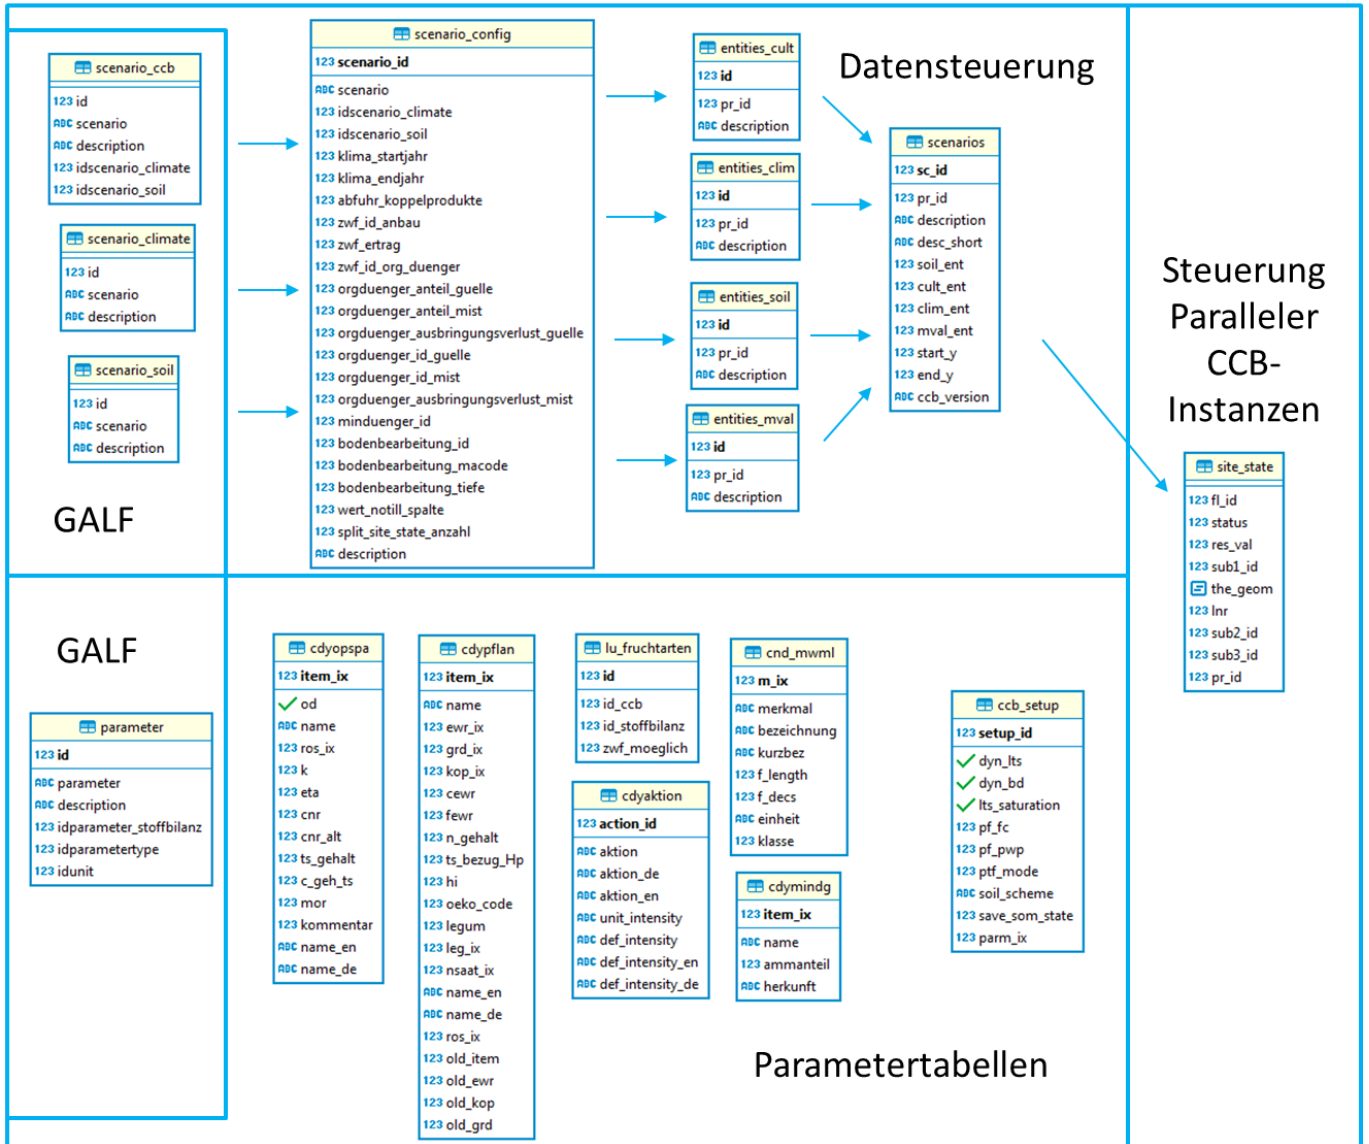 scenario_ccb
123 id
ABC scenario
ABC description
123 idscenario_climate
123 idscenario_soil
scenario_climate
123 id
ABC scenario
ABC description
scenario_soil
123 id
ABC scenario
ABC description
GALF
scenario_config
123 scenario_id
ABC scenario
123 idscenario_climate
123 idscenario_soil
123 klima_startjahr
123 klima_endjahr
123 abfuhr_koppelprodukte
123 zwf_id_anbau
123 zwf_ertrag
123 zwf_id_org_duenger
123 orgduenger_anteil_guelle
123 orgduenger_anteil_mist
123 orgduenger_ausbringungsverlust_guelle
123 orgduenger_id_guelle
123 orgduenger_id_mist
123 orgduenger_ausbringungsverlust_mist
123 minduenger_id
123 bodenbearbeitung_id
123 bodenbearbeitung_macode
123 bodenbearbeitung_tiefe
123 wert_notill_spalte
123 split_site_state_anzahl
ABC description
entities_cult
123 id
123 pr_id
ABC description
entities_clim
123 id
123 pr_id
ABC description
entities_soil
123 id
123 pr_id
ABC description
entities_mval
123 id
123 pr_id
ABC description
Datensteuerung
scenarios
123 sc_id
123 pr_id
ABC description
ABC desc_short
123 soil_ent
123 cult_ent
123 clim_ent
123 mval_ent
123 start_y
123 end_y
ABC ccb_version
Steuerung
Paralleler
CCB-
Instanzen
site_state
123 fl_id
123 status
123 res_val
123 sub1_id
the_geom
123 lnr
123 sub2_id
123 sub3_id
123 pr_id
GALF
parameter
123 id
ABC parameter
ABC description
123 idparameter_stoffbilanz
123 idparametertype
123 idunit
cdyopspa
123 item_ix
od
ABC name
123 ros_ix
123 k
123 eta
123 cnr
123 cnr_alt
123 ts_gehalt
123 c_geh_ts
123 mor
123 kommentar
ABC name_en
ABC name_de
cdypflan
123 item_ix
ABC name
123 ewr_ix
123 grd_ix
123 kop_ix
123 cewr
123 fewr
123 n_gehalt
123 ts_bezug_Hp
123 hi
123 oeko_code
123 legum
123 leg_ix
123 nsaat_ix
ABC name_en
ABC name_de
123 ros_ix
123 old_item
123 old_ewr
123 old_kop
123 old_grd
lu_fruchtarten
123 id
123 id_ccb
123 id_stoffbilanz
123 zwf_moeglich
cdyaktion
123 action_id
ABC aktion
ABC aktion_de
ABC aktion_en
ABC unit_intensity
ABC def_intensity
ABC def_intensity_en
ABC def_intensity_de
cnd_mwml
123 m_ix
ABC merkmal
ABC bezeichnung
ABC kurzbez
123 f_length
123 f_decs
ABC einheit
123 klasse
cdymindg
123 item_ix
ABC name
123 ammanteil
ABC herkunft
ccb_setup
123 setup_id
dyn_lts
dyn_bd
lts_saturation
123 pf_fc
123 pf_pwp
123 ptf_mode
ABC soil_scheme
123 save_som_state
123 parm_ix
Parametertabellen